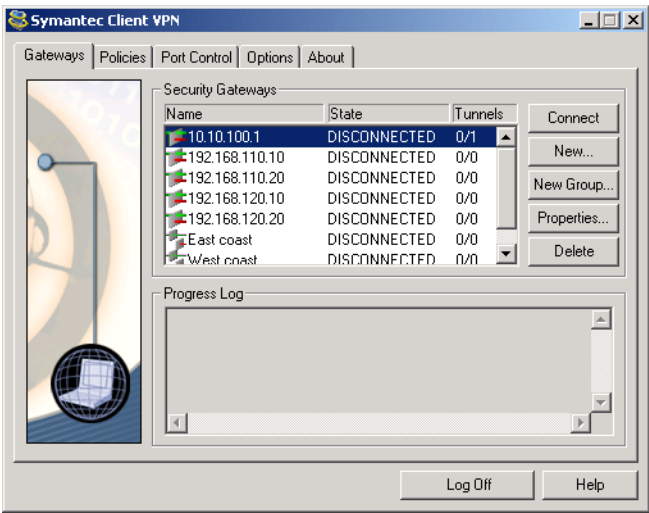 Symantec Client VPN
Gateways Policies Port Control Options About
Security Gateways
Name State Tunnels
10.10.100.1 DISCONNECTED 0/1
192.168.110.10 DISCONNECTED 0/0
192.168.110.20 DISCONNECTED 0/0
192.168.120.10 DISCONNECTED 0/0
192.168.120.20 DISCONNECTED 0/0
East coast DISCONNECTED 0/0
West coast DISCONNECTED 0/0
Connect
New...
New Group...
Properties...
Delete
Progress Log
Log Off Help